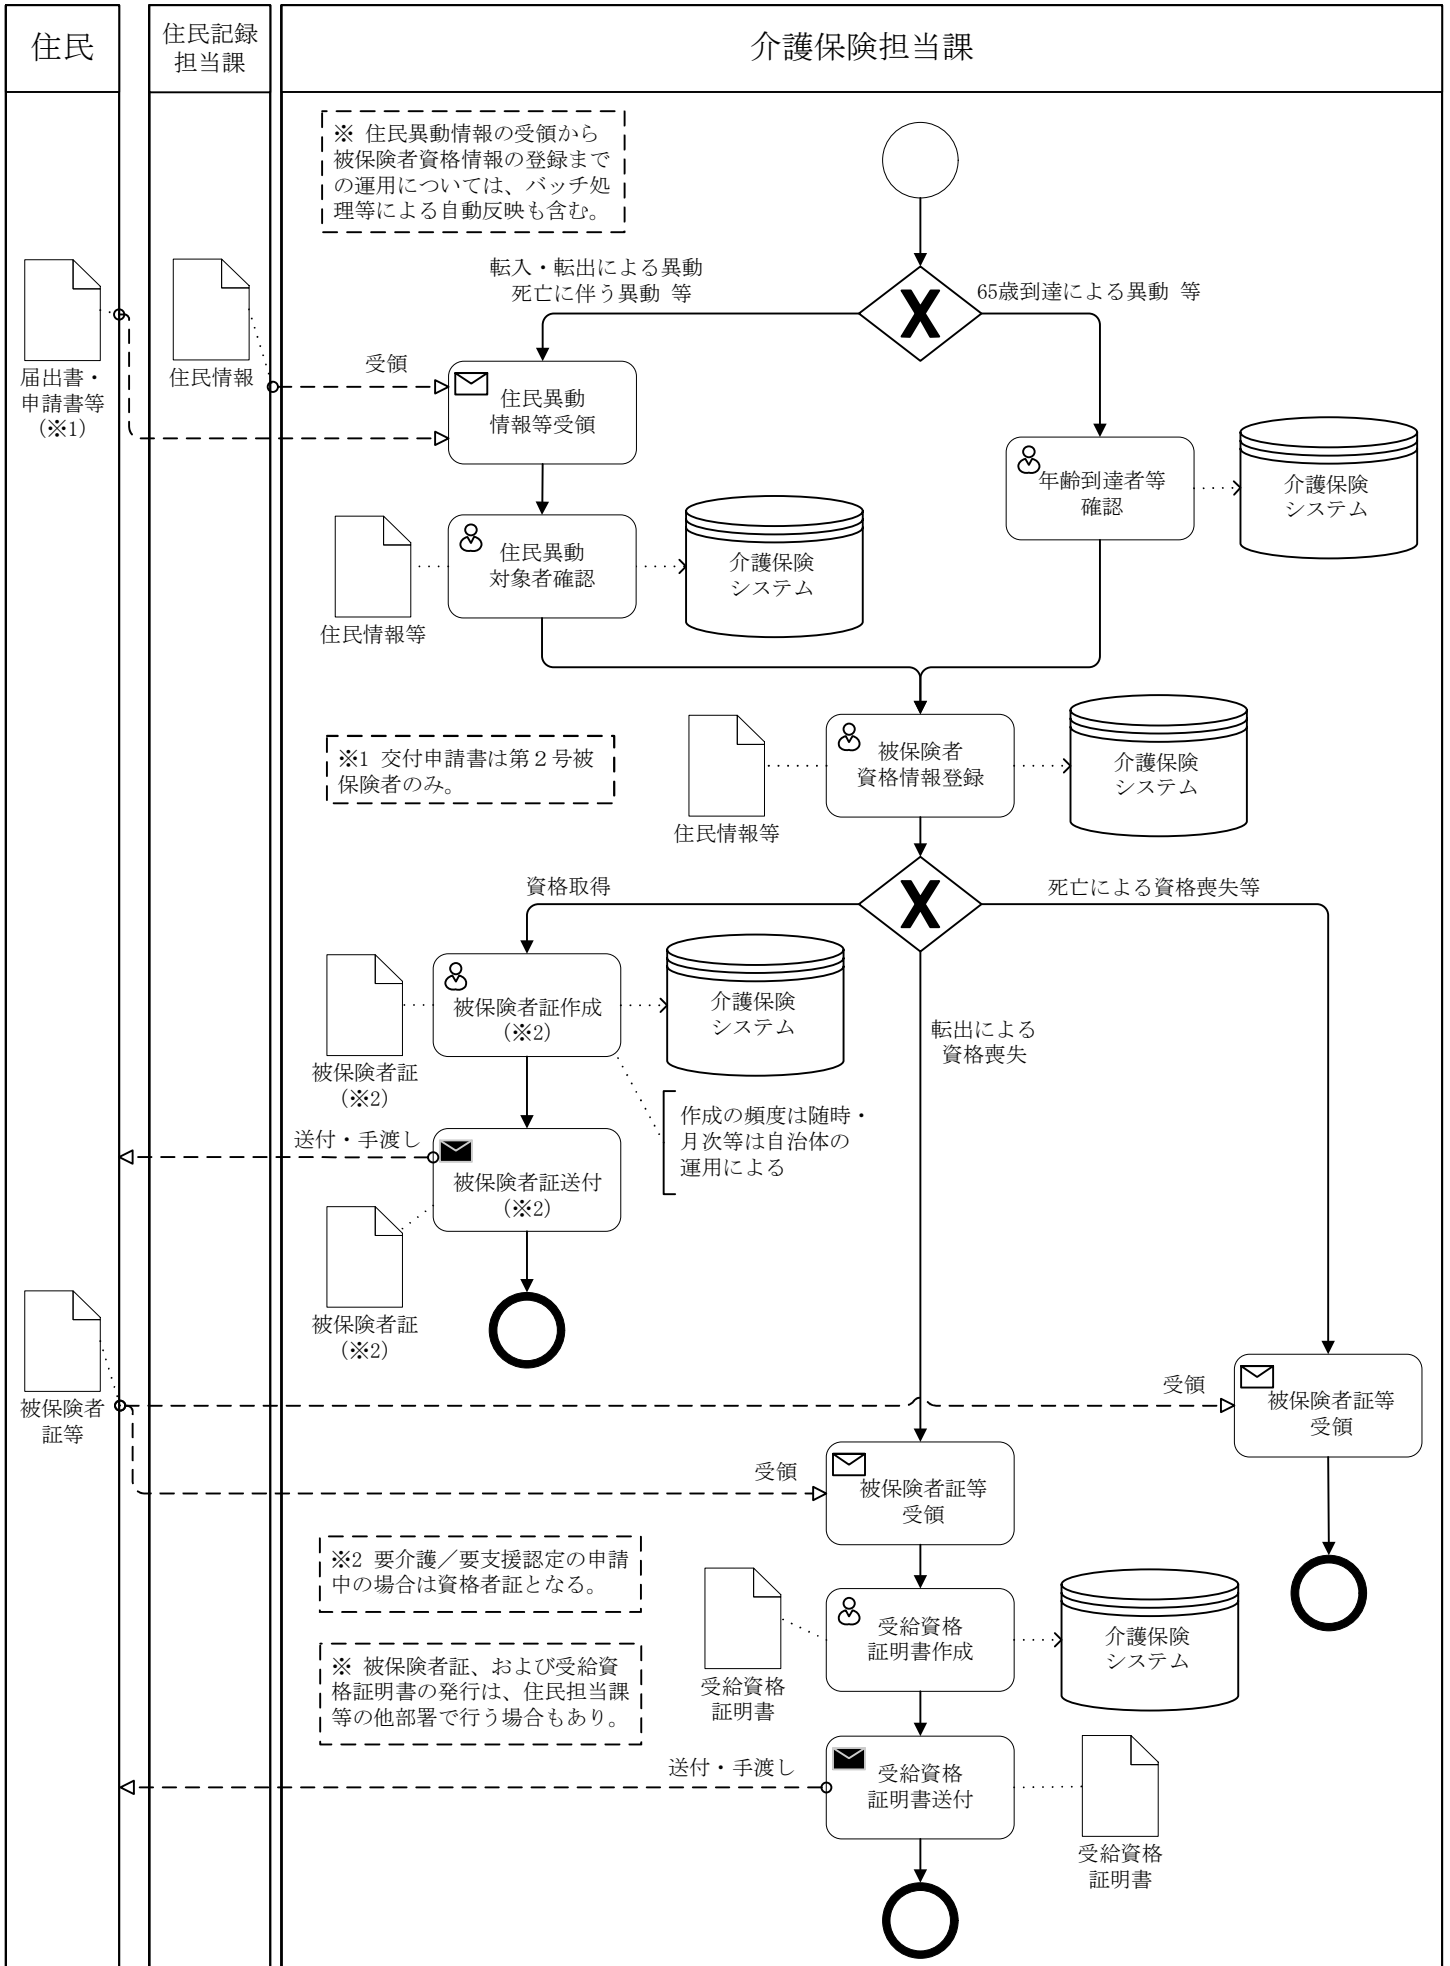 住民
住民記録
担当課
介護保険担当課
※ 住民異動情報の受領から
被保険者資格情報の登録まで
の運用については、バッチ処
理等による自動反映も含む。
転入・転出による異動
死亡に伴う異動 等
X
65歳到達による異動 等
届出書・
申請書等
(※1)
住民情報
受領
住民異動
情報等受領
年齢到達者等
確認
介護保険
システム
住民情報等
住民異動
対象者確認
介護保険
システム
※1 交付申請書は第２号被
保険者のみ。
住民情報等
被保険者
資格情報登録
介護保険
システム
資格取得
X
死亡による資格喪失等
被保険者証
(※2)
被保険者証作成
(※2)
介護保険
システム
転出による
資格喪失
作成の頻度は随時・
月次等は自治体の
運用による
送付・手渡し
被保険者証送付
(※2)
被保険者証
(※2)
被保険者
証等
受領
被保険者証等
受領
受領
被保険者証等
受領
※2 要介護／要支援認定の申請
中の場合は資格者証となる。
※ 被保険者証、および受給資
格証明書の発行は、住民担当課
等の他部署で行う場合もあり。
受給資格
証明書
受給資格
証明書作成
介護保険
システム
送付・手渡し
受給資格
証明書送付
受給資格
証明書